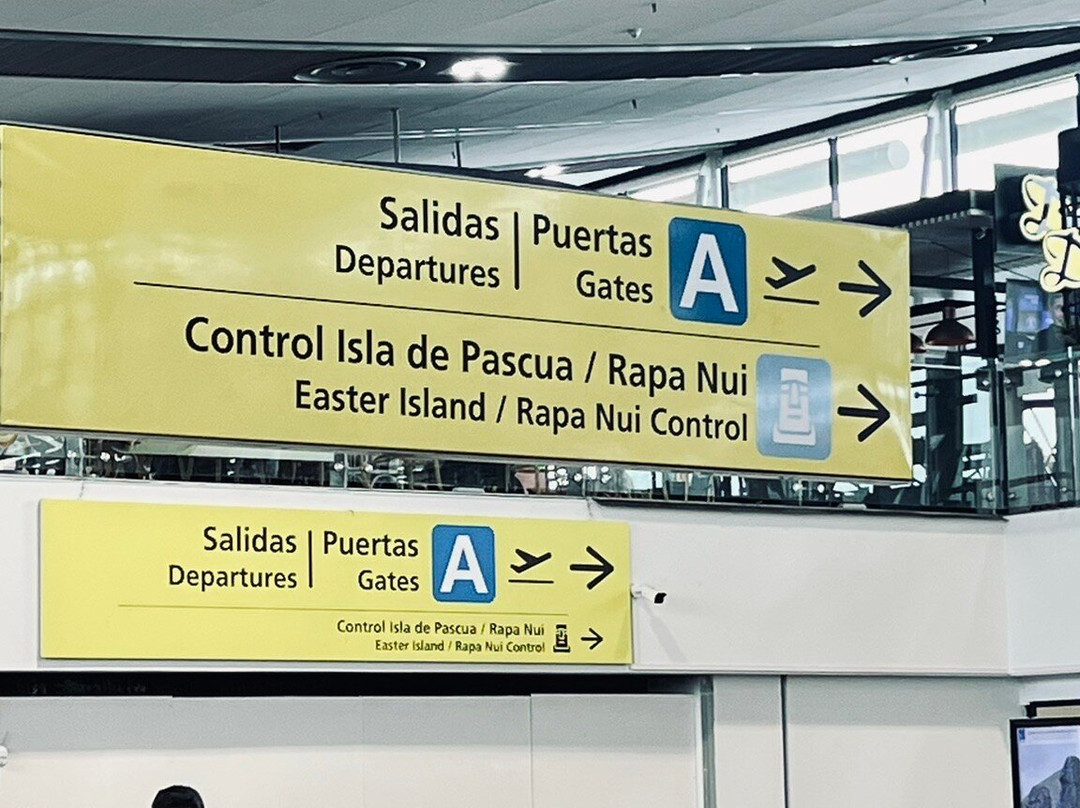 Salidas | Puertas A
Departures | Gates
Control Isla de Pascua / Rapa Nui
Easter Island / Rapa Nui Control
Salidas | Puertas A
Departures | Gates
Control Isla de Pascua / Rapa Nui
Easter Island / Rapa Nui Control